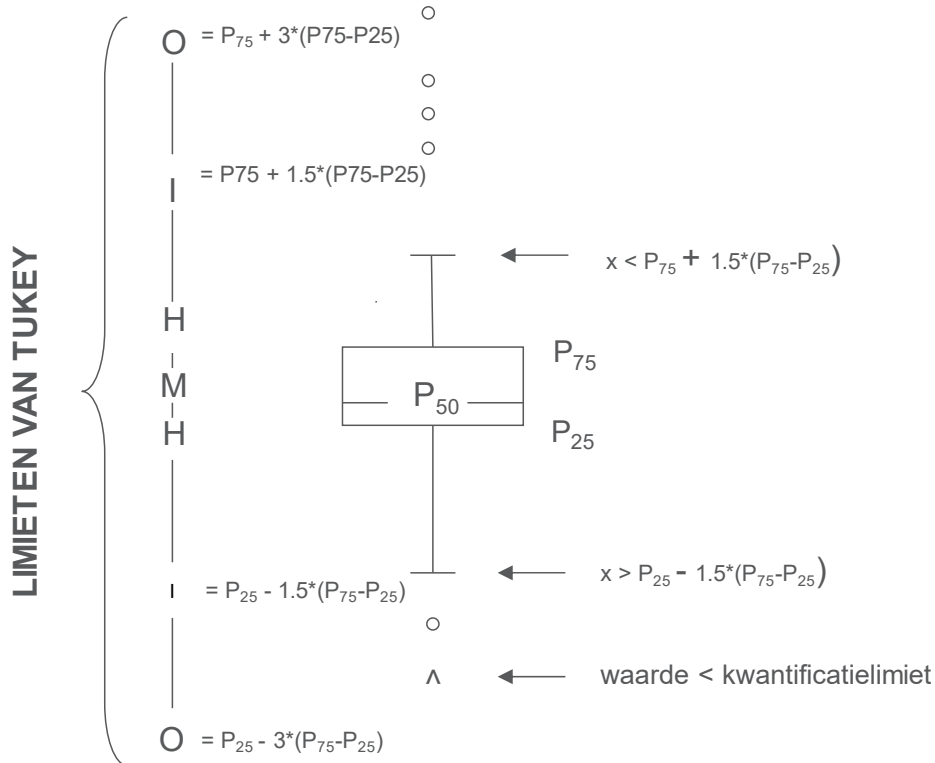 LIMIETEN VAN TUKEY
O = P75 + 3*(P75-P25)
I = P75 + 1.5*(P75-P25)
H
M
H
I = P25 - 1.5*(P75-P25)
O = P25 - 3*(P75-P25)
x < P75 + 1.5*(P75-P25)
P75
P50
P25
x > P25 - 1.5*(P75-P25)
^ waarde < kwantificatielimiet